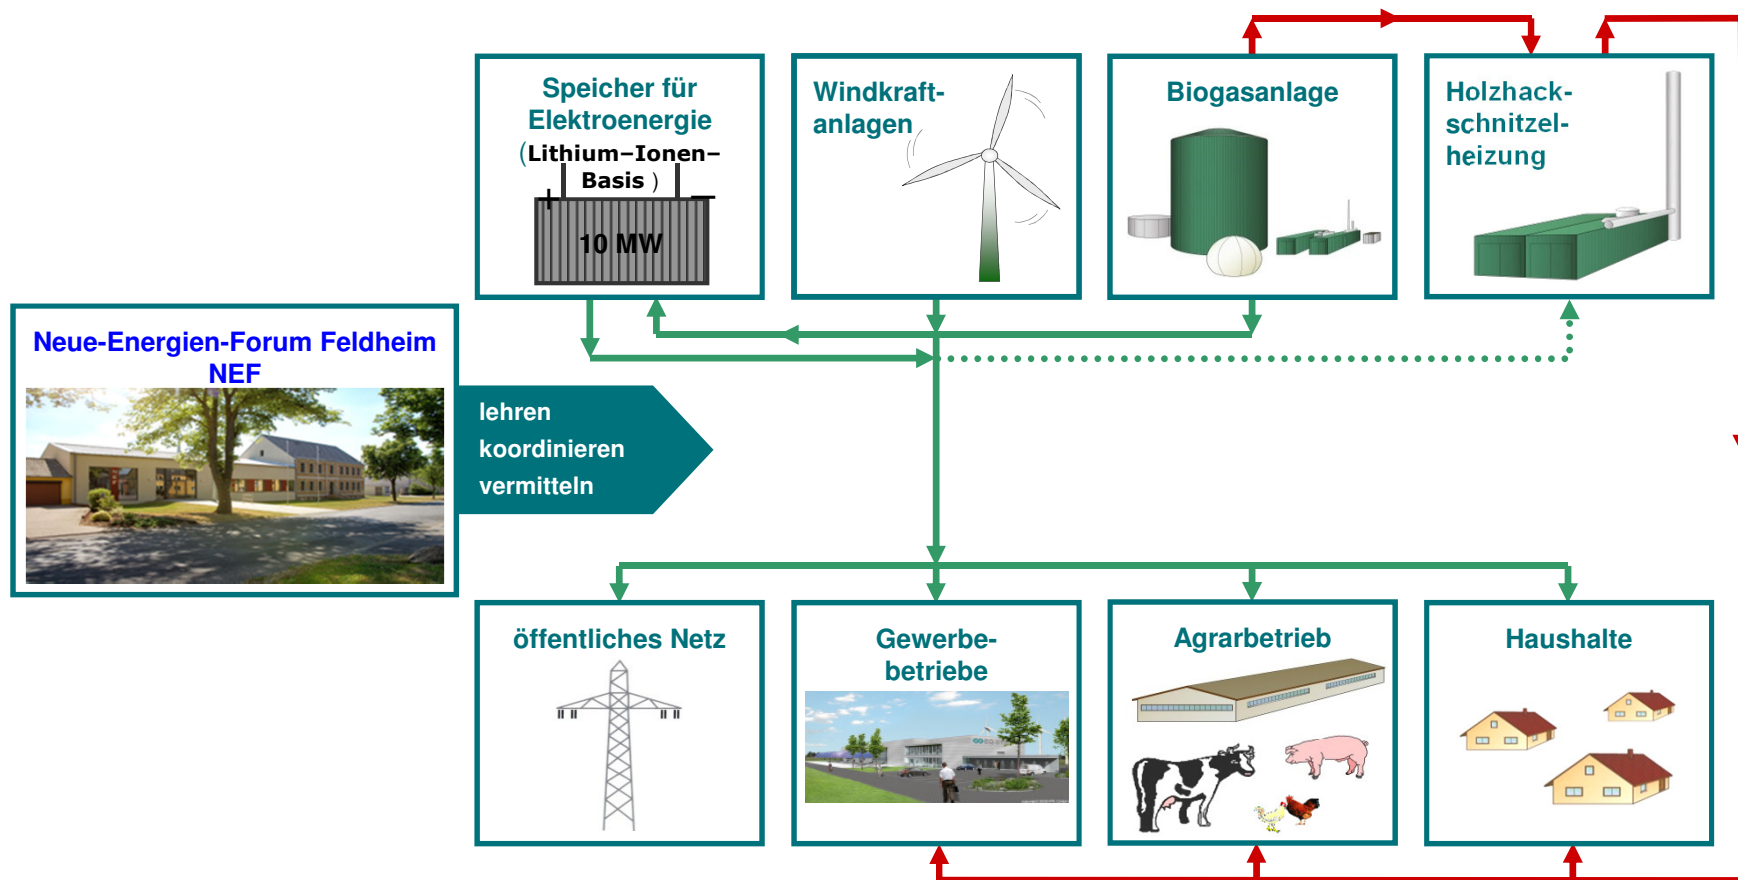 Speicher für
Elektroenergie
(Lithium–Ionen–
Basis )
+ –
10 MW
Windkraft-
anlagen
Biogasanlage
Holzhack-
schnitzel-
heizung
Neue-Energien-Forum Feldheim
NEF
lehren
koordinieren
vermitteln
öffentliches Netz
Gewerbe-
betriebe
Agrarbetrieb
Haushalte